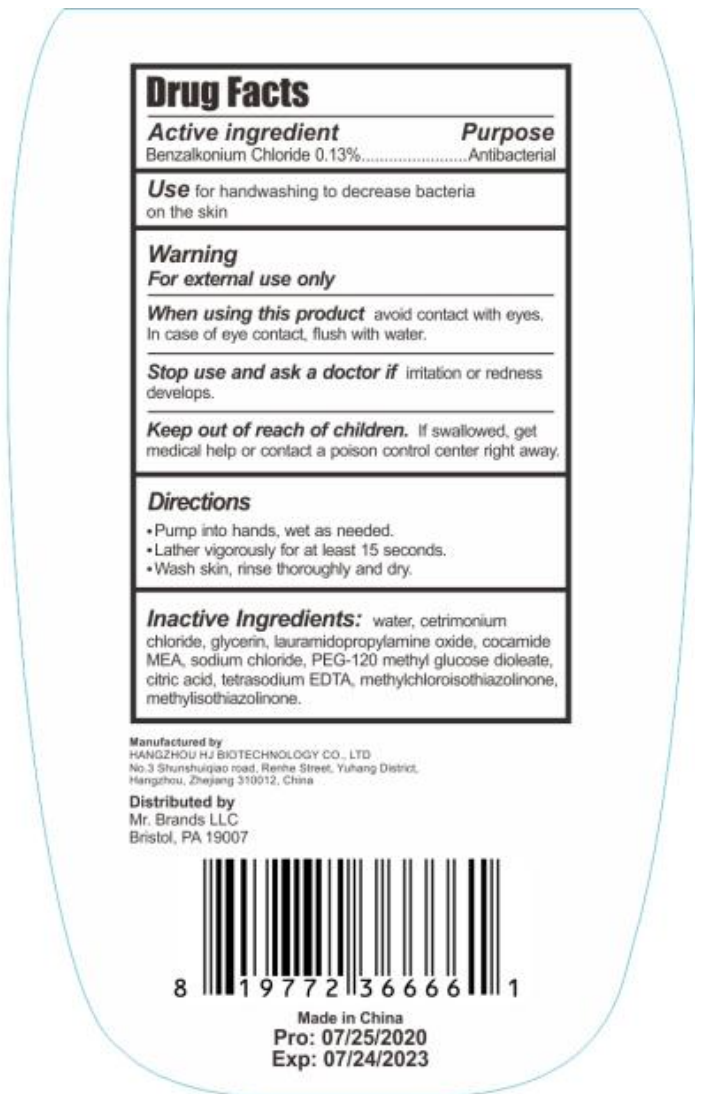 Drug Facts
Active ingredient Purpose
Benzalkonium Chloride 0.13%........................Antibacterial
Use for handwashing to decrease bacteria
on the skin
Warning
For external use only
When using this product avoid contact with eyes.
In case of eye contact, flush with water.
Stop use and ask a doctor if irritation or redness
develops.
Keep out of reach of children. If swallowed, get
medical help or contact a poison control center right away.
Directions
•Pump into hands, wet as needed.
•Lather vigorously for at least 15 seconds.
•Wash skin, rinse thoroughly and dry.
Inactive Ingredients: water, cetrimonium
chloride, glycerin, lauramidopropylamine oxide, cocamide
MEA, sodium chloride, PEG-120 methyl glucose dioleate,
citric acid, tetrasodium EDTA, methylchloroisothiazolinone,
methylisothiazolinone.
Manufactured by
HANGZHOU HJ BIOTECHNOLOGY CO., LTD
No.3 Shunshuiqiao road, Renhe Street, Yuhang District,
Hangzhou, Zhejiang 310012, China
Distributed by
Mr. Brands LLC
Bristol, PA 19007
8 19772 36666 1
Made in China
Pro: 07/25/2020
Exp: 07/24/2023